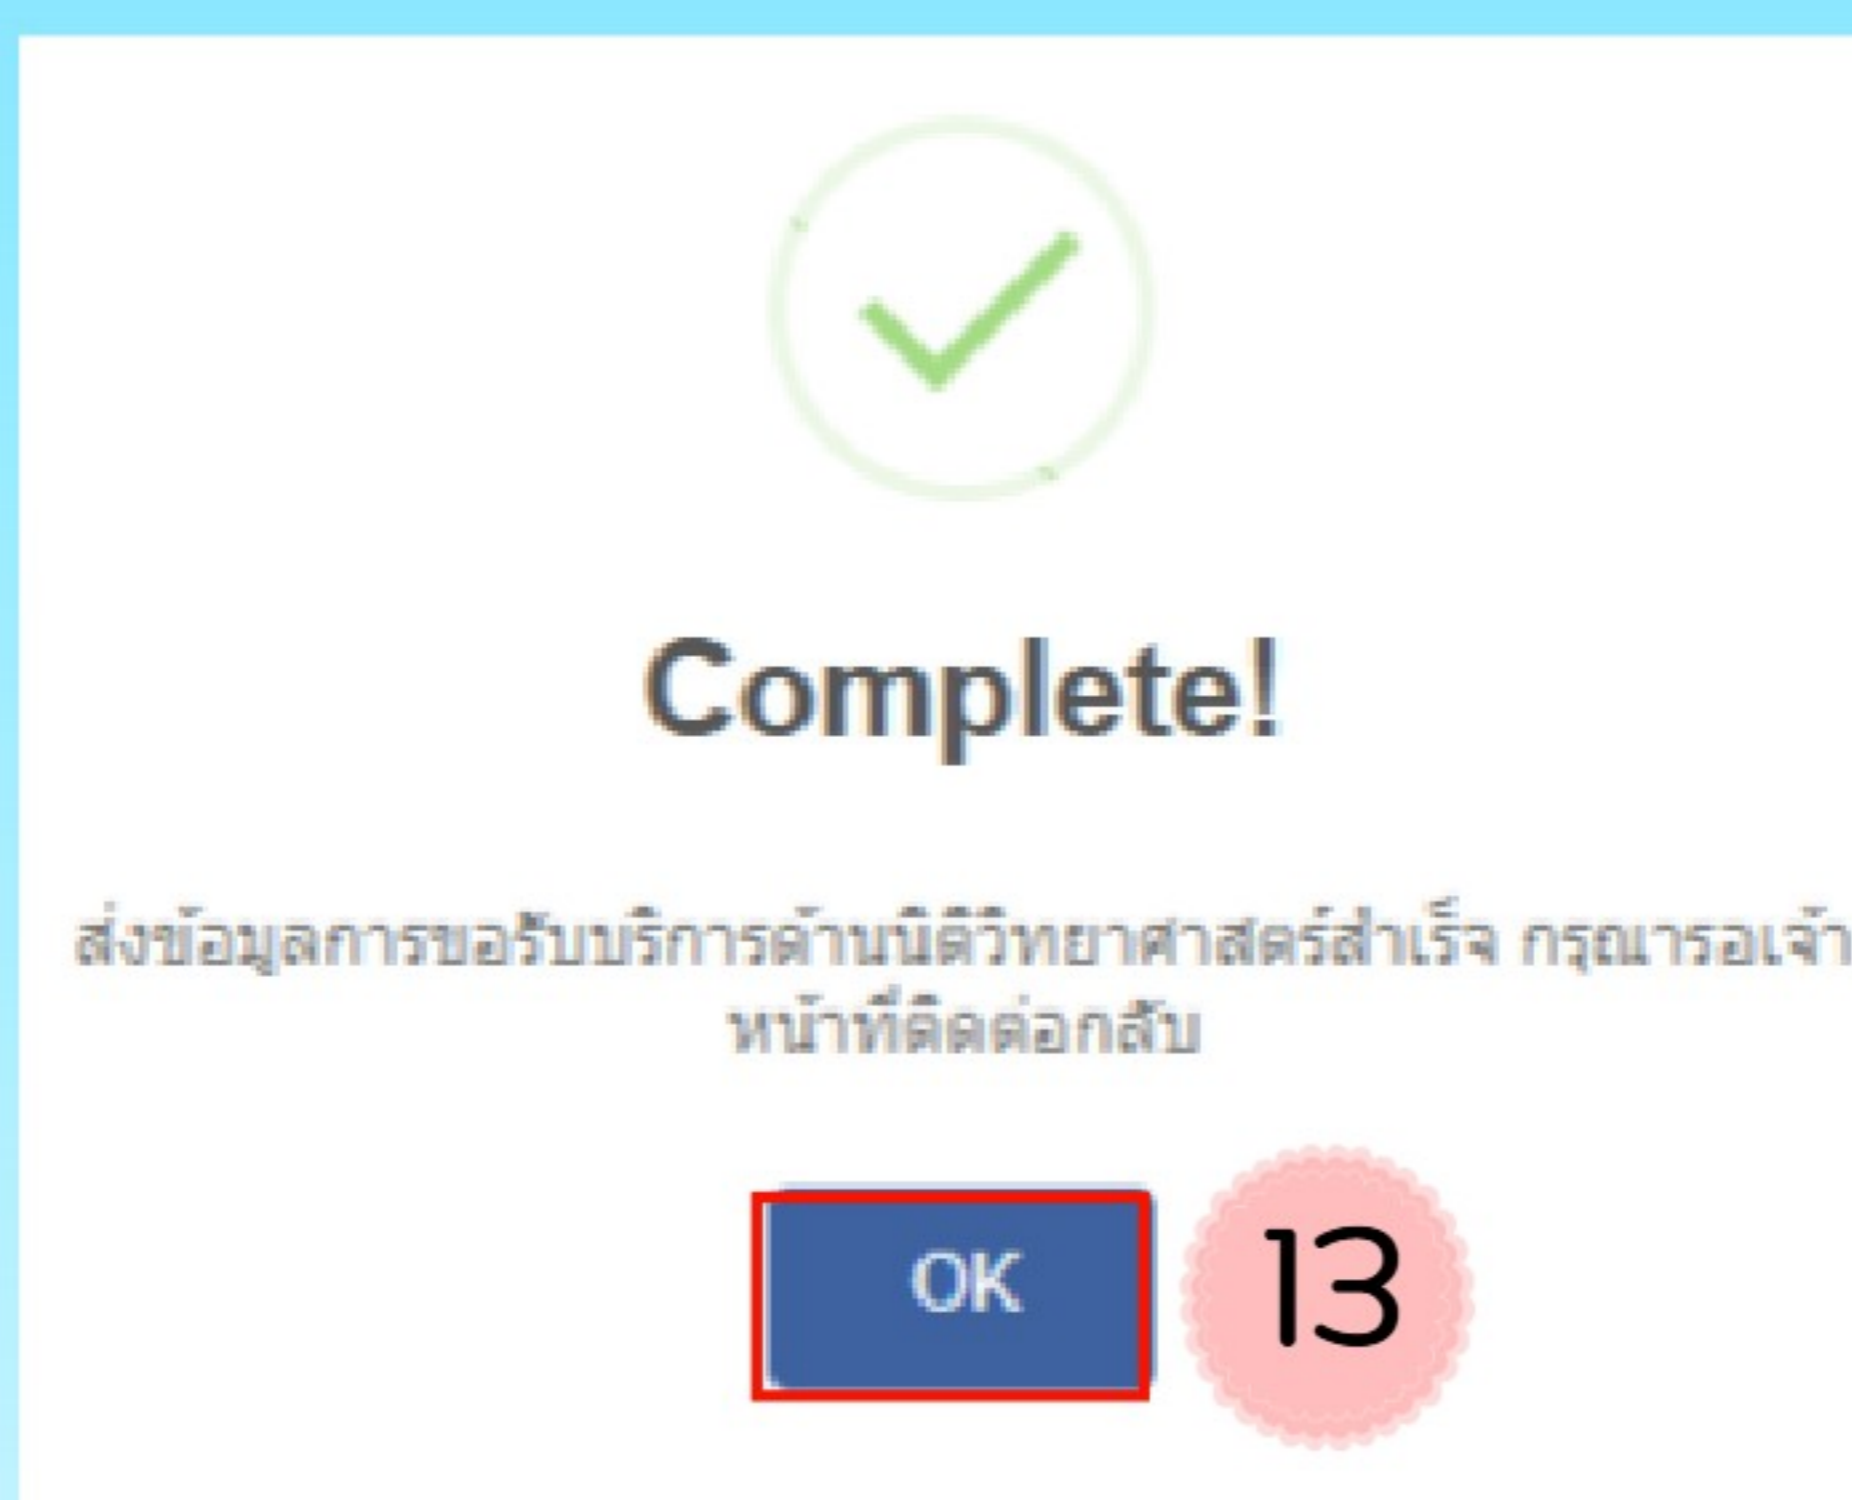 Complete!
ส่งข้อมูลการขอรับบริการด้านนิติวิทยาศาสตร์สำเร็จ กรุณารอเจ้า
หน้าที่ติดต่อกลับ
OK
13